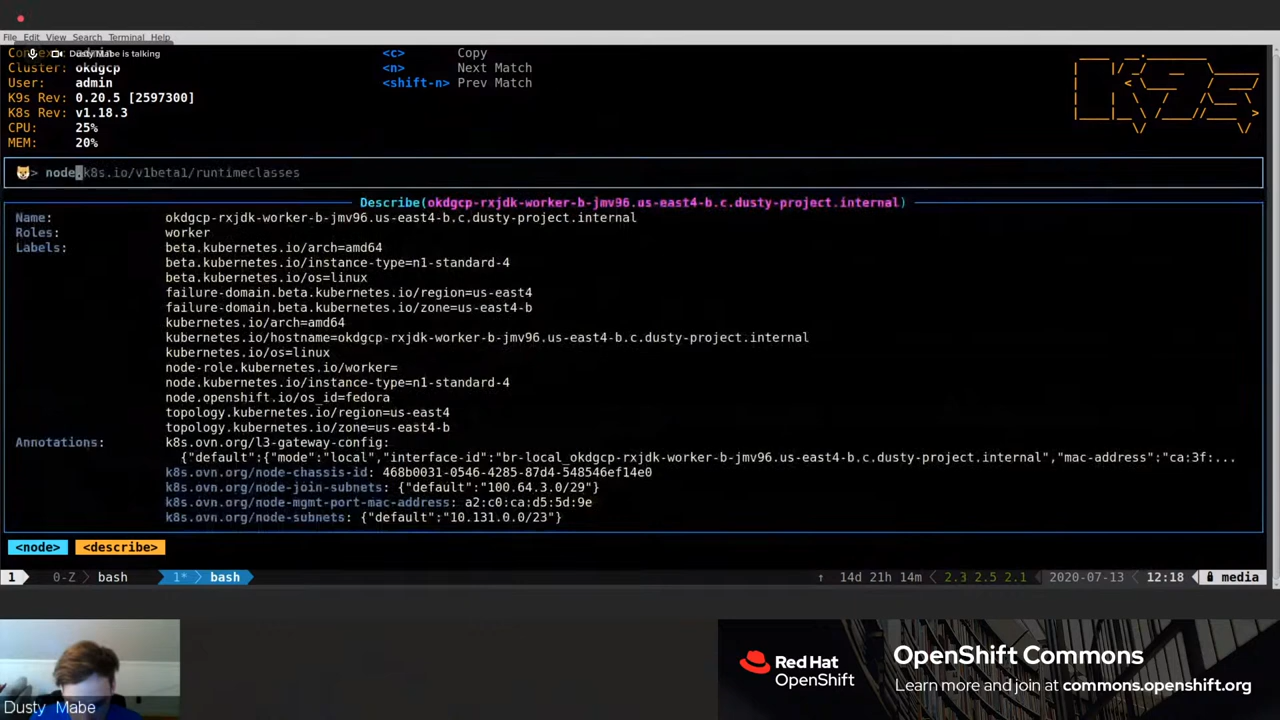 File Edit View Search Terminal Help
Dusty Mabe is talking
<c> Copy
Cluster: okdgcp <n> Next Match
User: admin <shift-n> Prev Match
K9s Rev: 0.20.5 [2597300]
K8s Rev: v1.18.3
CPU: 25%
MEM: 20%
> node.k8s.io/v1beta1/runtimeclasses
Describe(okdgcp-rxjdk-worker-b-jmv96.us-east4-b.c.dusty-project.internal)
Name: okdgcp-rxjdk-worker-b-jmv96.us-east4-b.c.dusty-project.internal
Roles: worker
Labels: beta.kubernetes.io/arch=amd64
beta.kubernetes.io/instance-type=n1-standard-4
beta.kubernetes.io/os=linux
failure-domain.beta.kubernetes.io/region=us-east4
failure-domain.beta.kubernetes.io/zone=us-east4-b
kubernetes.io/arch=amd64
kubernetes.io/hostname=okdgcp-rxjdk-worker-b-jmv96.us-east4-b.c.dusty-project.internal
kubernetes.io/os=linux
node-role.kubernetes.io/worker=
node.kubernetes.io/instance-type=n1-standard-4
node.openshift.io/os_id=fedora
topology.kubernetes.io/region=us-east4
topology.kubernetes.io/zone=us-east4-b
Annotations: k8s.ovn.org/l3-gateway-config:
{"default":{"mode":"local","interface-id":"br-local_okdgcp-rxjdk-worker-b-jmv96.us-east4-b.c.dusty-project.internal","mac-address":"ca:3f:...
k8s.ovn.org/node-chassis-id: 468b0031-0546-4285-87d4-548546ef14e0
k8s.ovn.org/node-join-subnets: {"default":"100.64.3.0/29"}
k8s.ovn.org/node-mgmt-port-mac-address: a2:c0:ca:d5:5d:9e
k8s.ovn.org/node-subnets: {"default":"10.131.0.0/23"}
<node> <describe>
1 0-Z bash 1* bash ↑ 14d 21h 14m 2.3 2.5 2.1 2020-07-13 12:18 media
Dusty Mabe
Red Hat
OpenShift
OpenShift Commons
Learn more and join at commons.openshift.org